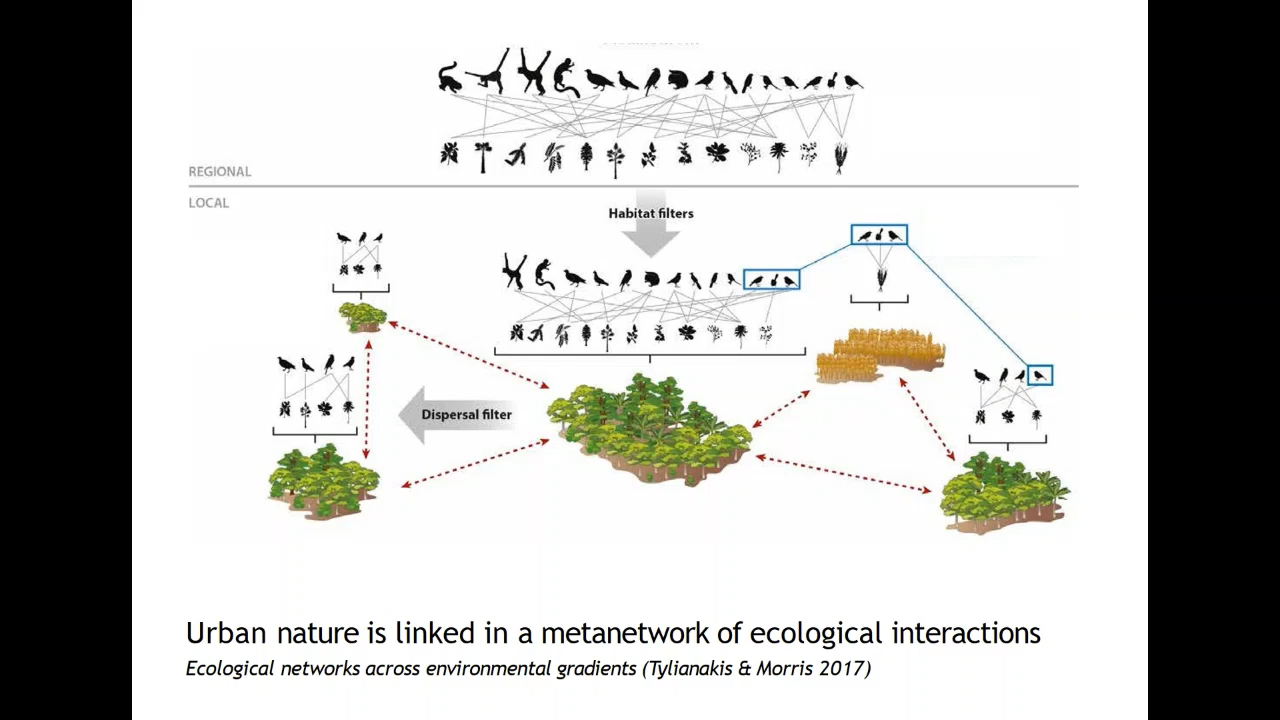 REGIONAL
LOCAL
Habitat filters
Dispersal filter
Urban nature is linked in a metanetwork of ecological interactions
Ecological networks across environmental gradients (Tylianakis & Morris 2017)